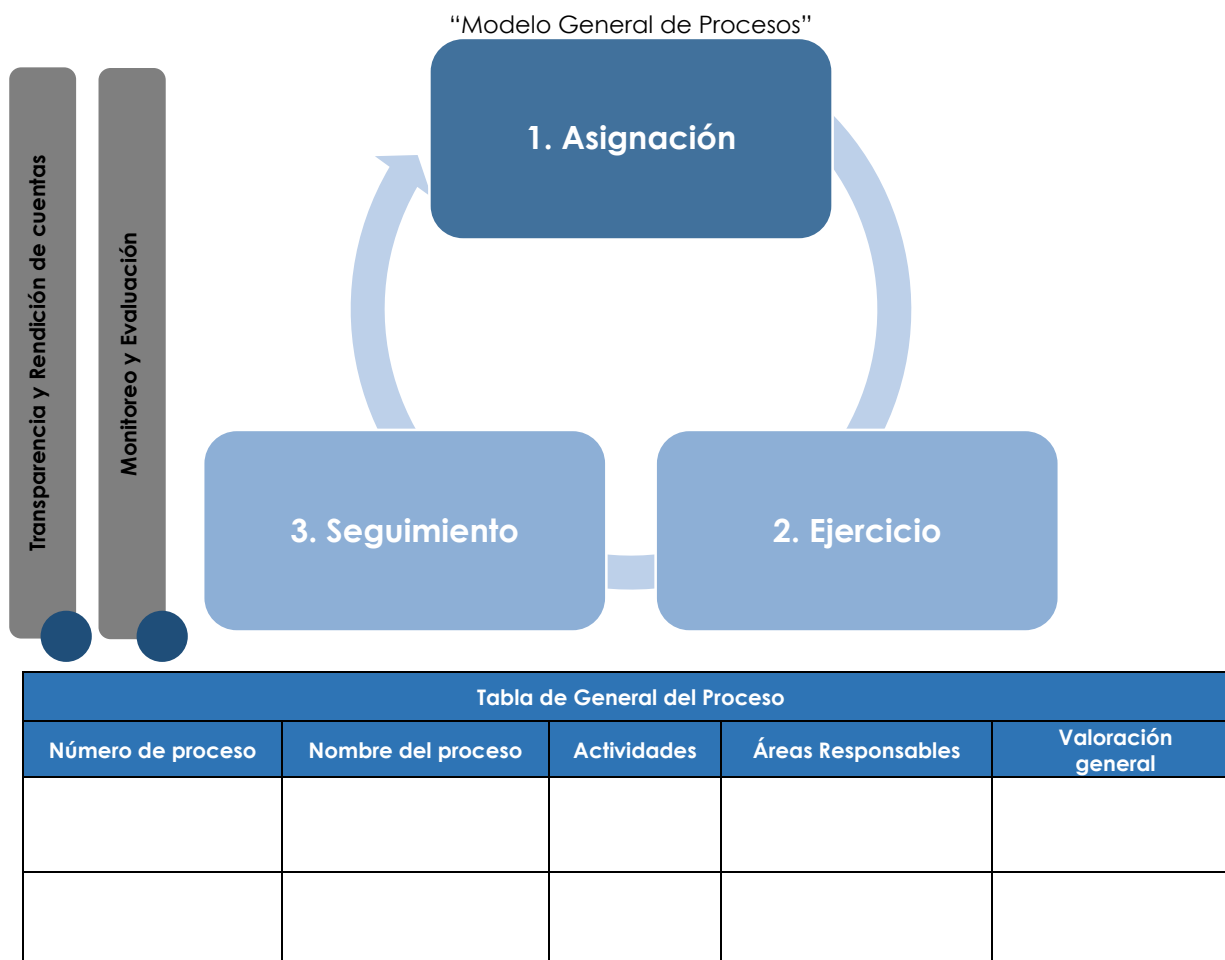 “Modelo General de Procesos”
1. Asignación
Transparencia y Rendición de cuentas
Monitoreo y Evaluación
3. Seguimiento
2. Ejercicio
Tabla de General del Proceso
Número de proceso
Nombre del proceso
Actividades
Áreas Responsables
Valoración
general